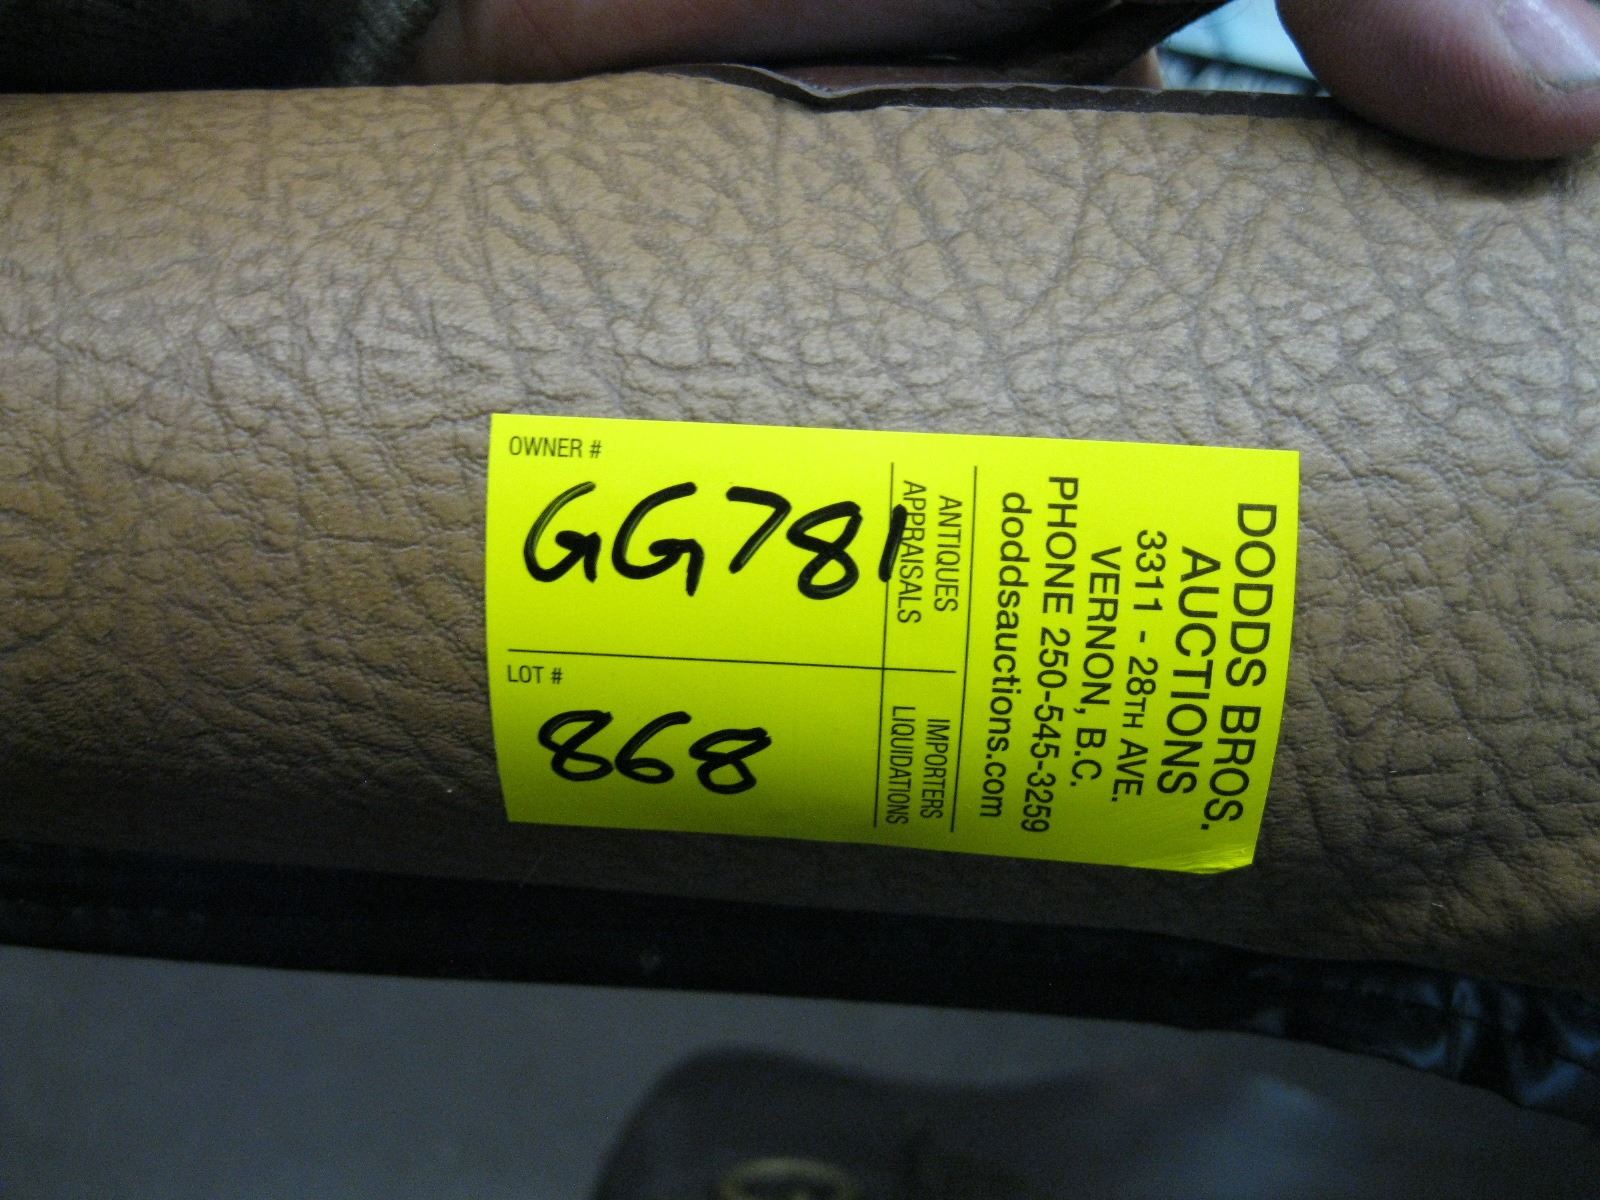 DODDS BROS.
AUCTIONS
3311 - 28TH AVE.
VERNON, B.C.
PHONE 250-545-3259
doddsauctions.com
ANTIQUES
APPRAISALS
IMPORTERS
LIQUIDATIONS
OWNER #
GG781
LOT #
868